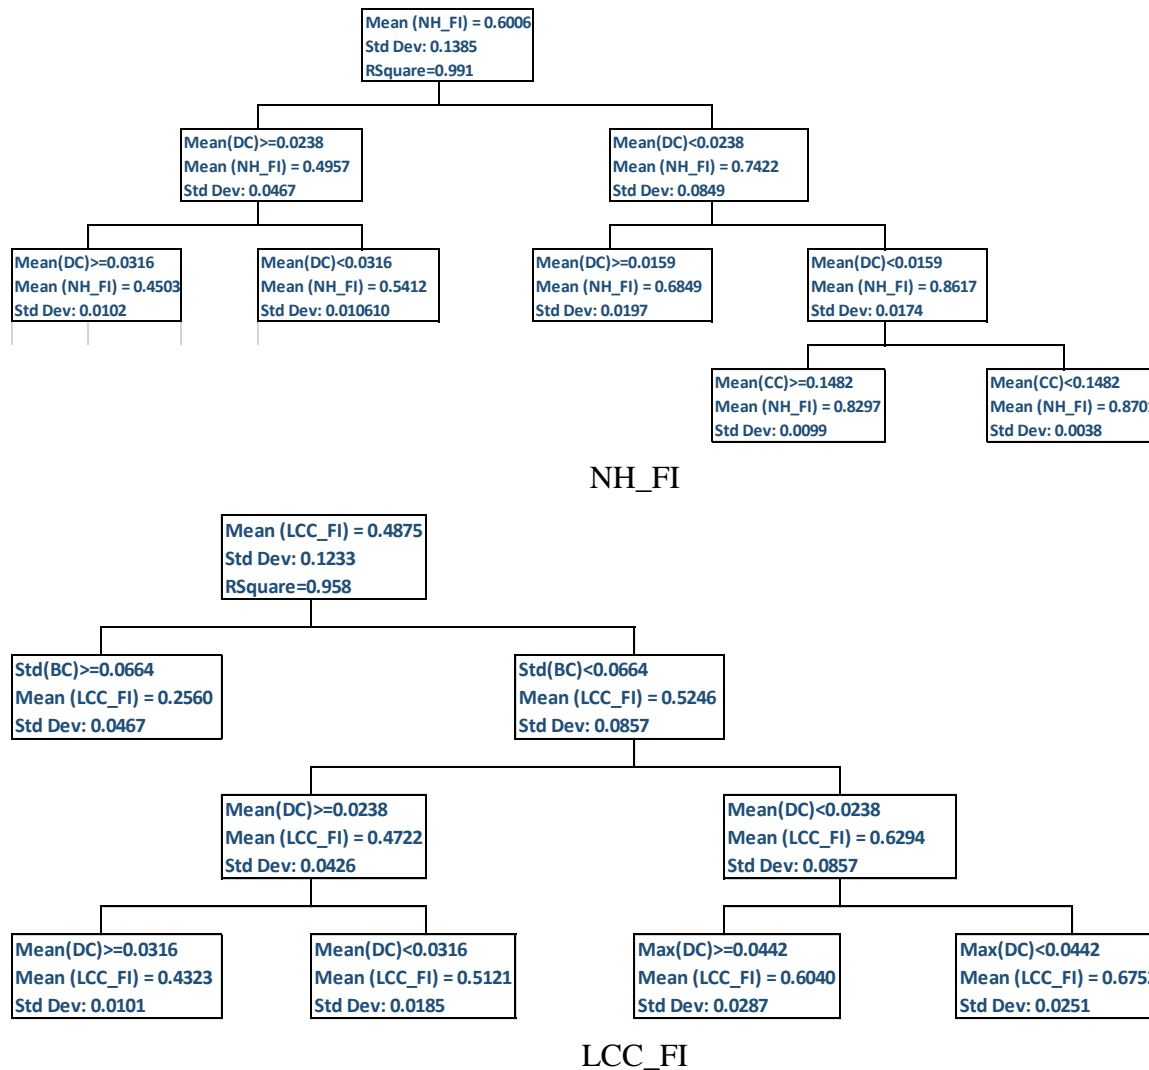 Mean (NH_FI) = 0.6006
Std Dev: 0.1385
RSquare=0.991
Mean(DC)>=0.0238
Mean (NH_FI) = 0.4957
Std Dev: 0.0467
Mean(DC)<0.0238
Mean (NH_FI) = 0.7422
Std Dev: 0.0849
Mean(DC)>=0.0316
Mean (NH_FI) = 0.4503
Std Dev: 0.0102
Mean(DC)<0.0316
Mean (NH_FI) = 0.5412
Std Dev: 0.010610
Mean(DC)>=0.0159
Mean (NH_FI) = 0.6849
Std Dev: 0.0197
Mean(DC)<0.0159
Mean (NH_FI) = 0.8617
Std Dev: 0.0174
Mean(CC)>=0.1482
Mean (NH_FI) = 0.8297
Std Dev: 0.0099
Mean(CC)<0.1482
Mean (NH_FI) =
Std Dev: 0.0038
NH_FI
Mean (LCC_FI) = 0.4875
Std Dev: 0.1233
RSquare=0.958
Std(BC)>=0.0664
Mean (LCC_FI) = 0.2560
Std Dev: 0.0467
Std(BC)<0.0664
Mean (LCC_FI) = 0.5246
Std Dev: 0.0857
Mean(DC)>=0.0238
Mean (LCC_FI) = 0.4722
Std Dev: 0.0426
Mean(DC)<0.0238
Mean (LCC_FI) = 0.6294
Std Dev: 0.0857
Mean(DC)>=0.0316
Mean (LCC_FI) = 0.4323
Std Dev: 0.0101
Mean(DC)<0.0316
Mean (LCC_FI) = 0.5121
Std Dev: 0.0185
Max(DC)>=0.0442
Mean (LCC_FI) = 0.6040
Std Dev: 0.0287
Max(DC)<0.0442
Mean (LCC_FI) =
Std Dev: 0.0251
LCC_FI